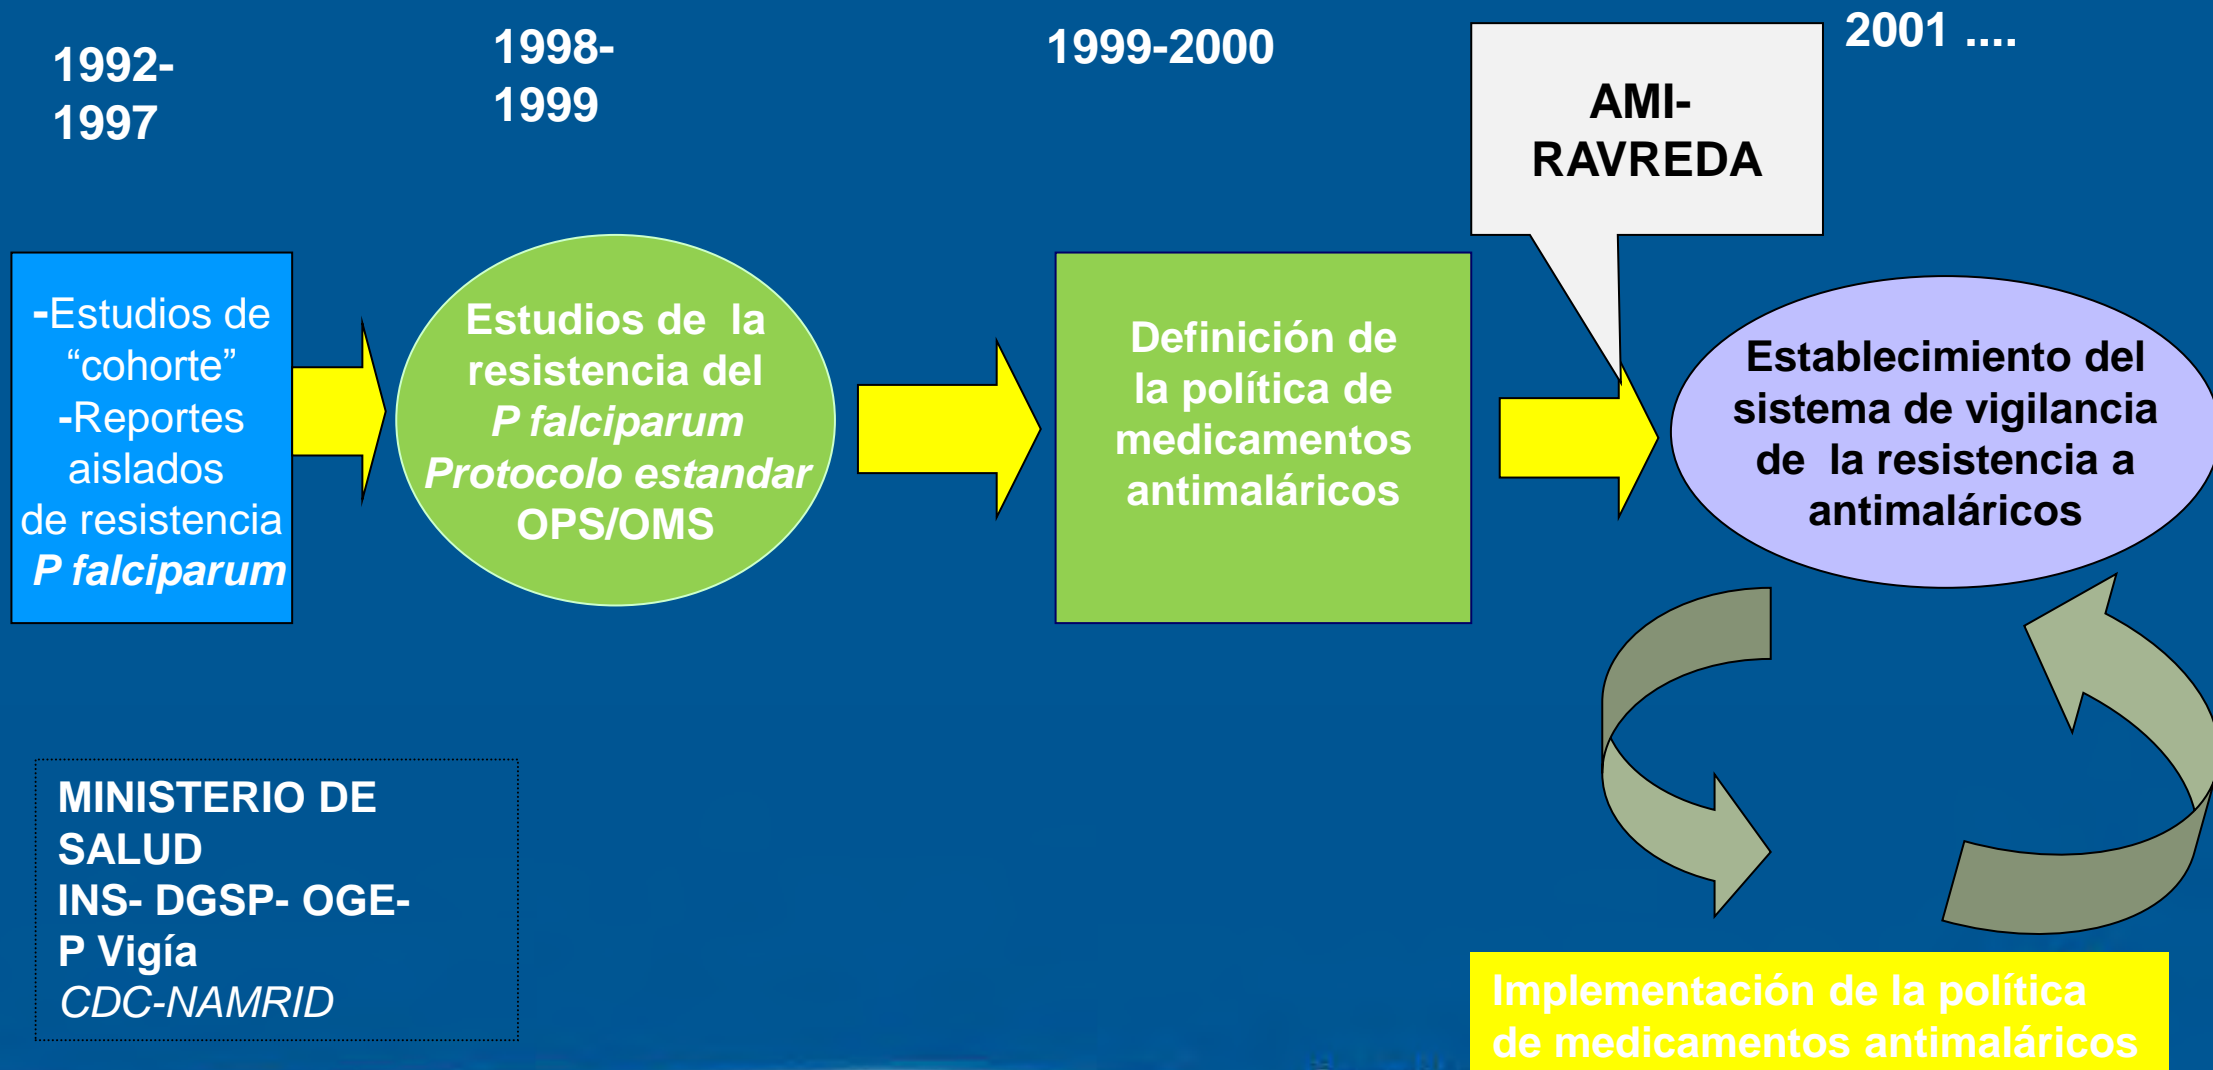 1992-
1997
1998-
1999
1999-2000
AMI-
RAVREDA
2001 ....
-Estudios de
“cohorte”
-Reportes
aislados
de resistencia
P falciparum
Estudios de  la
resistencia del
P falciparum
Protocolo estandar
OPS/OMS
Definición de
la política de
medicamentos
antimaláricos
Establecimiento del
sistema de vigilancia
de  la resistencia a
antimaláricos
MINISTERIO DE
SALUD
INS- DGSP- OGE-
P Vigía
CDC-NAMRID
Implementación de la política
de medicamentos antimaláricos